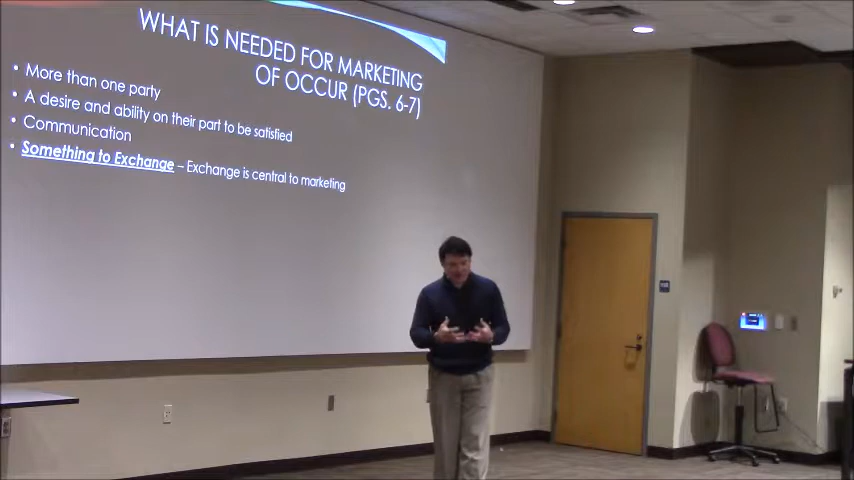 WHAT IS NEEDED FOR MARKETING
OF OCCUR (PGS. 6-7)
• More than one party
• A desire and ability on their part to be satisfied
• Communication
• Something to Exchange – Exchange is central to marketing